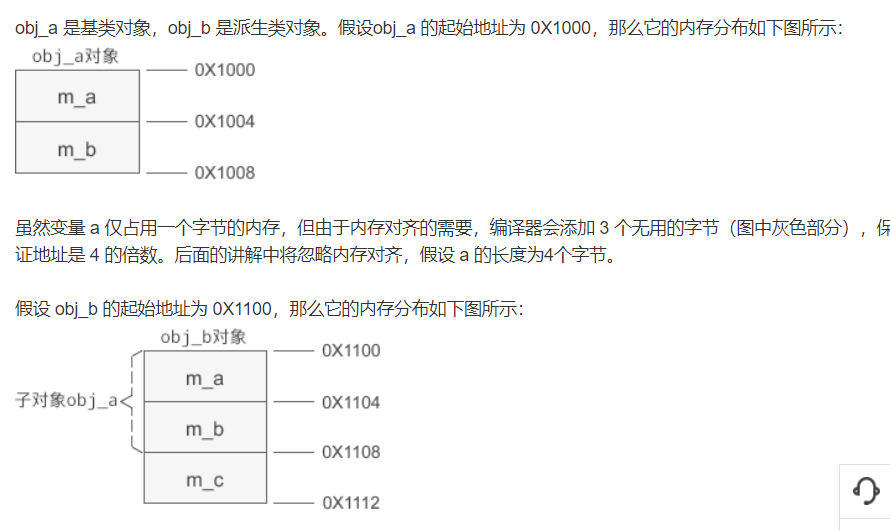 obj_a 是基类对象，obj_b 是派生类对象。假设obj_a 的起始地址为 0X1000，那么它的内存分布如下图所示：
obj_a对象
0X1000
m_a
0X1004
m_b
0X1008
虽然变量 a 仅占用一个字节的内存，但由于内存对齐的需要，编译器会添加 3 个无用的字节（图中灰色部分），保
证地址是 4 的倍数。后面的讲解中将忽略内存对齐，假设 a 的长度为4个字节。
假设 obj_b 的起始地址为 0X1100，那么它的内存分布如下图所示：
obj_b对象
0X1100
m_a
子对象obj_a
0X1104
m_b
0X1108
m_c
0X1112